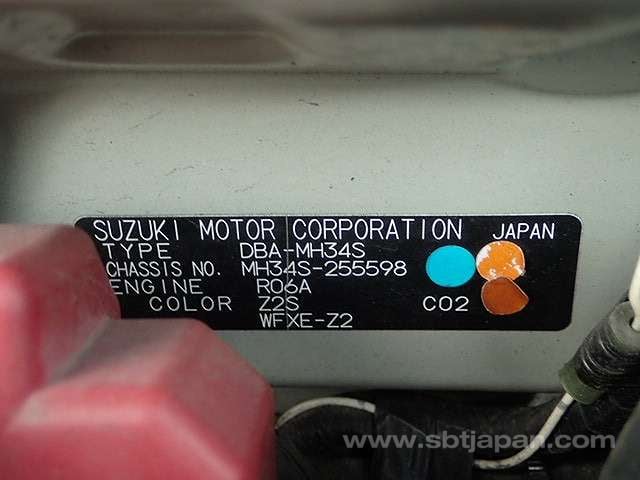 SUZUKI MOTOR CORPORATION JAPAN
TYPE DBA-MH34S
CHASSIS NO. MH34S-255598
ENGINE R06A
COLOR Z2S CO2
WFXE-Z2
www.sbtjapan.com